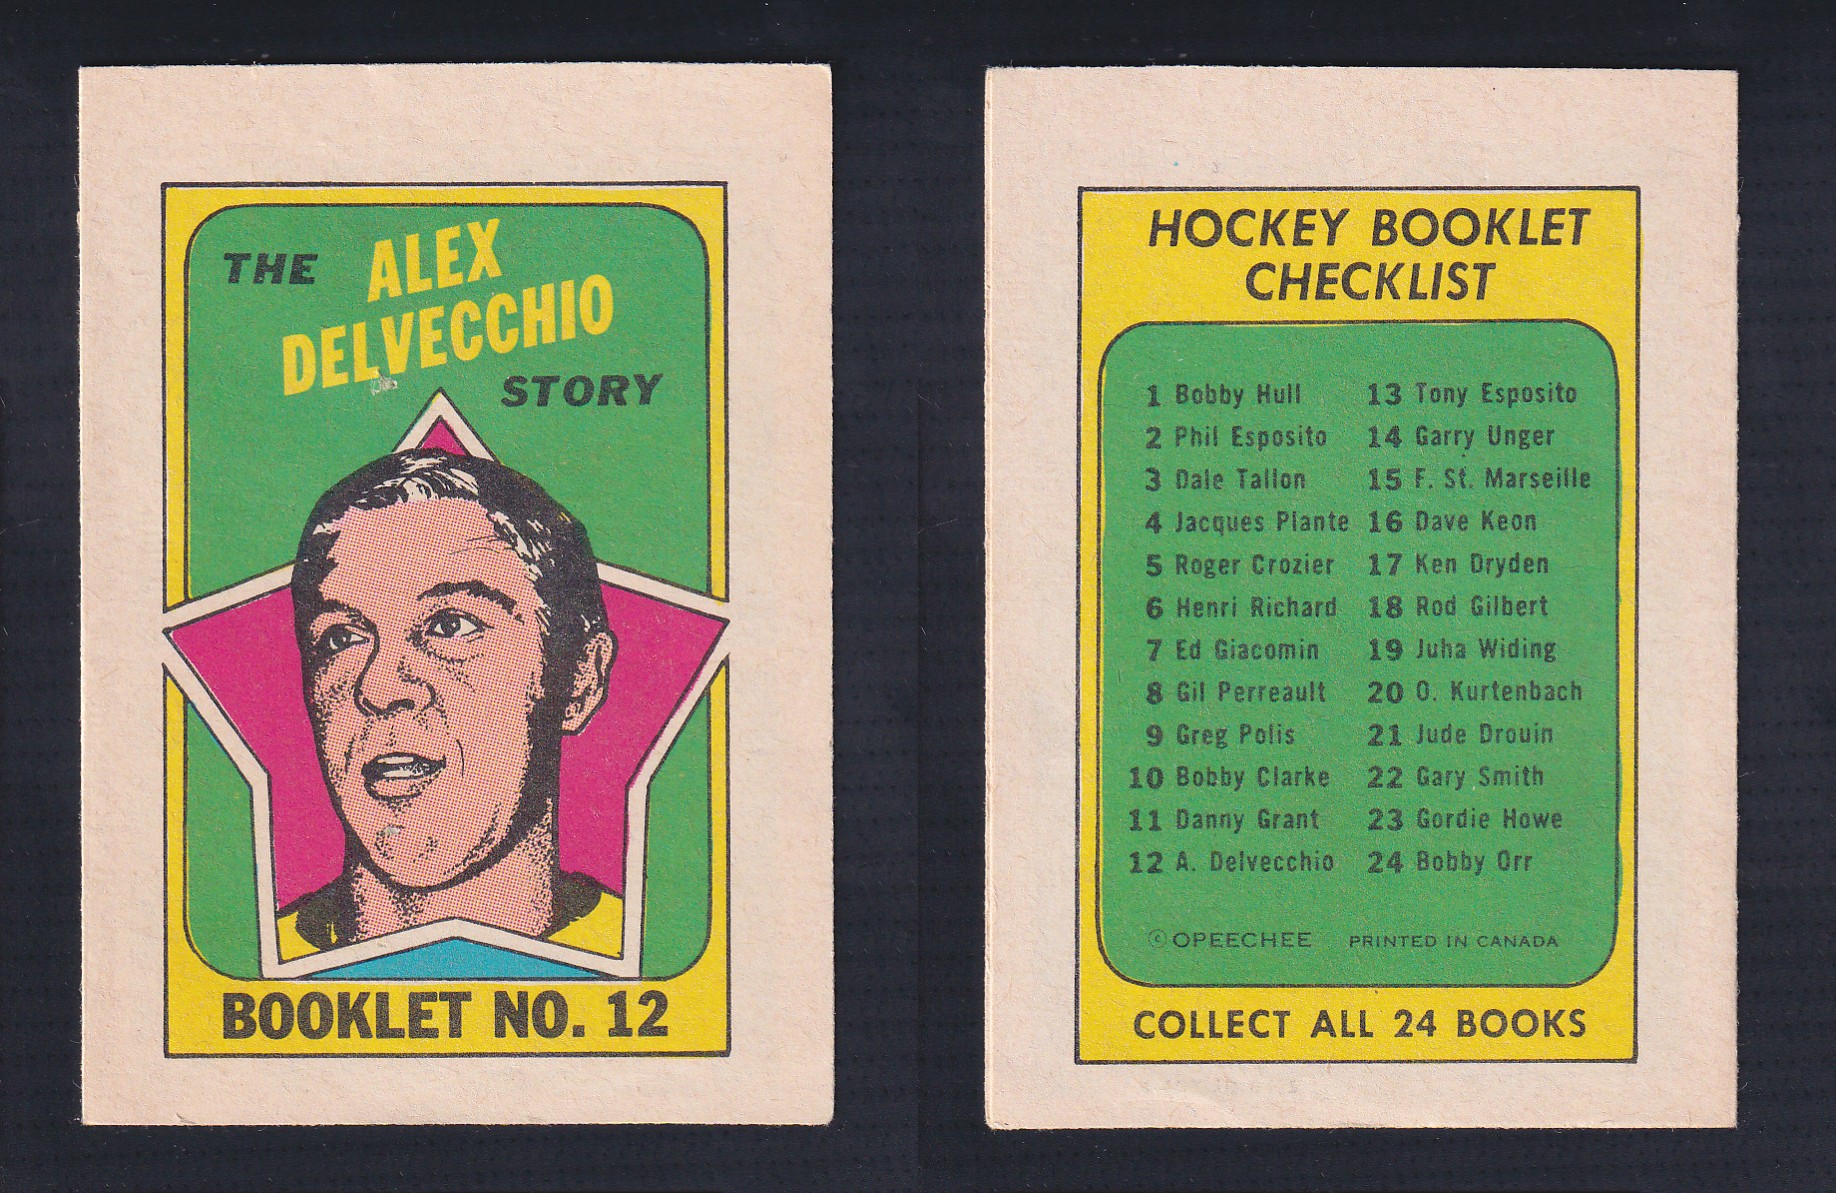 THE ALEX
DELVECCHIO
STORY
BOOKLET NO. 12
HOCKEY BOOKLET
CHECKLIST
1 Bobby Hull
2 Phil Esposito
3 Dale Tallon
4 Jacques Plante
5 Roger Crozier
6 Henri Richard
7 Ed Giacomin
8 Gil Perreault
9 Greg Polis
10 Bobby Clarke
11 Danny Grant
12 A. Delvecchio
13 Tony Esposito
14 Garry Unger
15 F. St. Marseille
16 Dave Keon
17 Ken Dryden
18 Rod Gilbert
19 Juha Widing
20 O. Kurtenbach
21 Jude Drouin
22 Gary Smith
23 Gordie Howe
24 Bobby Orr
© OPEECHEE PRINTED IN CANADA
COLLECT ALL 24 BOOKS